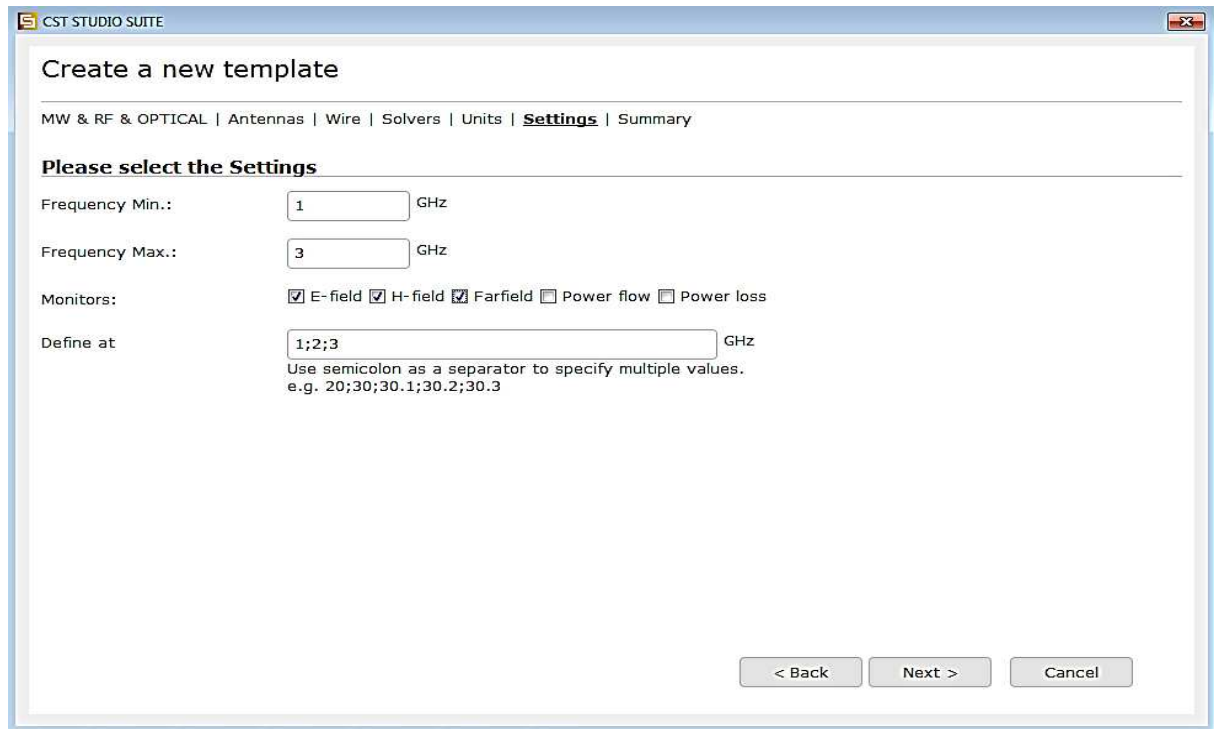 CST STUDIO SUITE
Create a new template
MW & RF & OPTICAL | Antennas | Wire | Solvers | Units | Settings | Summary
Please select the Settings
Frequency Min.: 1 GHz
Frequency Max.: 3 GHz
Monitors: E-field H-field Farfield Power flow Power loss
Define at 1;2;3 GHz
Use semicolon as a separator to specify multiple values.
e.g. 20;30;30.1;30.2;30.3
< Back Next > Cancel